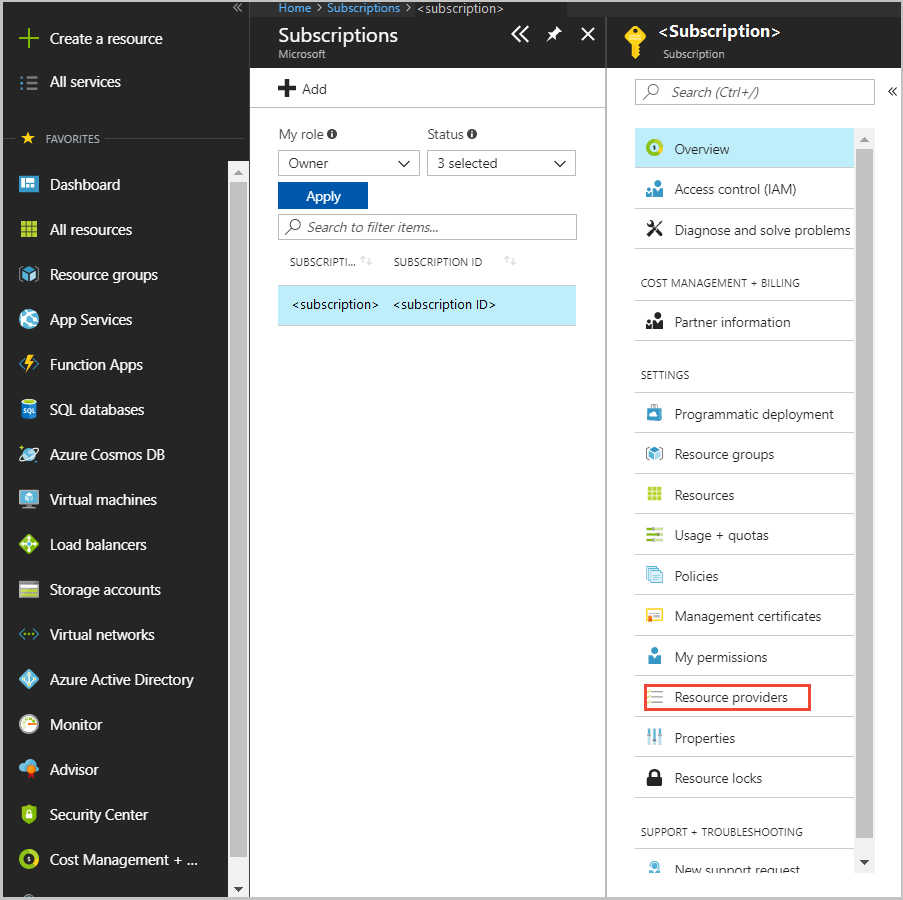 Create a resource
All services
FAVORITES
Dashboard
All resources
Resource groups
App Services
Function Apps
SQL databases
Azure Cosmos DB
Virtual machines
Load balancers
Storage accounts
Virtual networks
Azure Active Directory
Monitor
Advisor
Security Center
Cost Management + ...
Home > Subscriptions > <subscription>
Subscriptions
Microsoft
Add
My role Status
Owner 3 selected
Apply
Search to filter items...
SUBSCRIPTI... SUBSCRIPTION ID
<subscription> <subscription ID>
<Subscription>
Subscription
Search (Ctrl+/)
Overview
Access control (IAM)
Diagnose and solve problems
COST MANAGEMENT + BILLING
Partner information
SETTINGS
Programmatic deployment
Resource groups
Resources
Usage + quotas
Policies
Management certificates
My permissions
Resource providers
Properties
Resource locks
SUPPORT + TROUBLESHOOTING
New support request